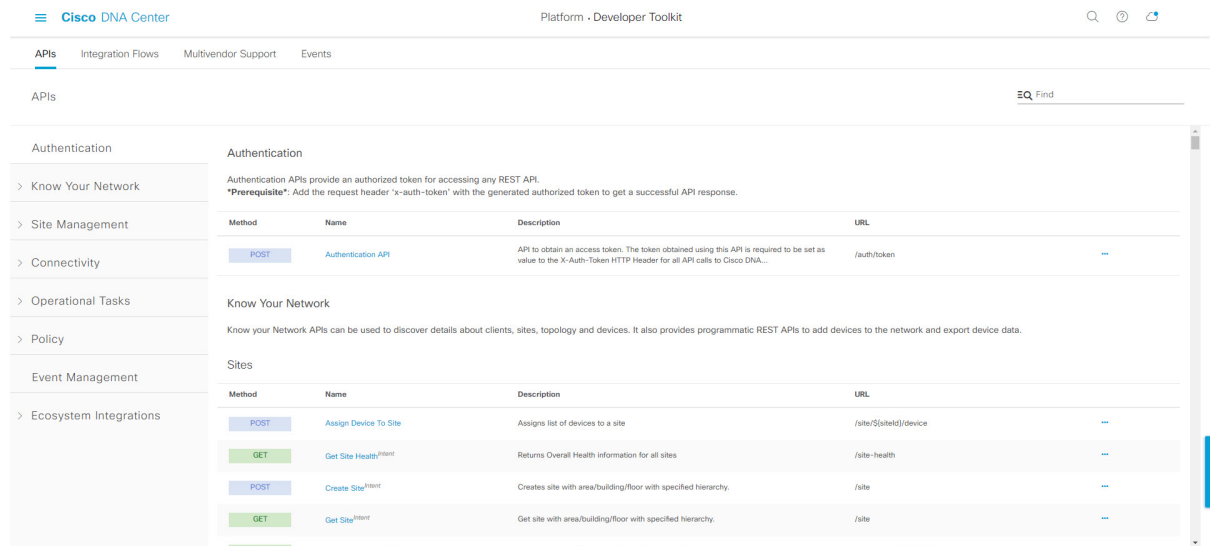 Cisco DNA Center
Platform • Developer Toolkit
APIs Integration Flows Multivendor Support Events
APIs
Find
Authentication
Know Your Network
Site Management
Connectivity
Operational Tasks
Policy
Event Management
Ecosystem Integrations
Authentication
Authentication APIs provide an authorized token for accessing any REST API.
*Prerequisite*: Add the request header 'x-auth-token' with the generated authorized token to get a successful API response.
Method Name Description URL
POST Authentication API API to obtain an access token. The token obtained using this API is required to be set as /auth/token ...
value to the X-Auth-Token HTTP Header for all API calls to Cisco DNA...
Know Your Network
Know your Network APIs can be used to discover details about clients, sites, topology and devices. It also provides programmatic REST APIs to add devices to the network and export device data.
Sites
Method Name Description URL
POST Assign Device To Site Assigns list of devices to a site /site/${siteId}/device ...
GET Get Site Health Intent Returns Overall Health information for all sites /site-health ...
POST Create Site Intent Creates site with area/building/floor with specified hierarchy. /site ...
GET Get Site Intent Get site with area/building/floor with specified hierarchy. /site ...